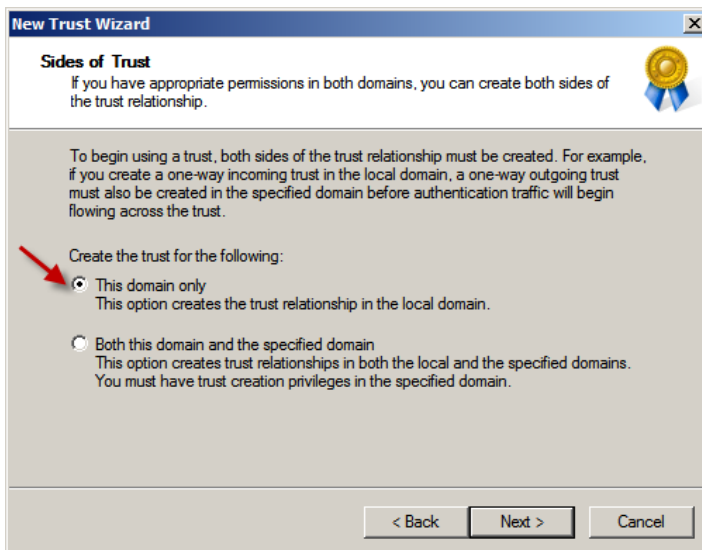 New Trust Wizard
Sides of Trust
If you have appropriate permissions in both domains, you can create both sides of
the trust relationship.
To begin using a trust, both sides of the trust relationship must be created. For example,
if you create a one-way incoming trust in the local domain, a one-way outgoing trust
must also be created in the specified domain before authentication traffic will begin
flowing across the trust.
Create the trust for the following:
This domain only
This option creates the trust relationship in the local domain.
Both this domain and the specified domain
This option creates trust relationships in both the local and the specified domains.
You must have trust creation privileges in the specified domain.
< Back Next > Cancel